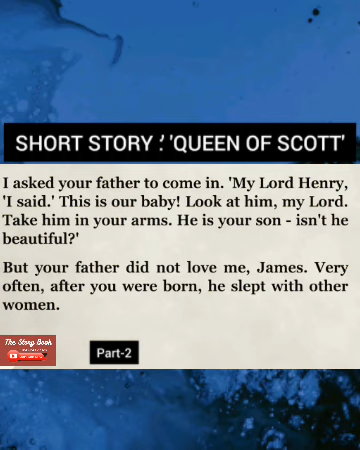 SHORT STORY : 'QUEEN OF SCOTT'
I asked your father to come in. 'My Lord Henry,
'I said.' This is our baby! Look at him, my Lord.
Take him in your arms. He is your son - isn't he
beautiful?'
But your father did not love me, James. Very
often, after you were born, he slept with other
women.
The Story Book
Part-2